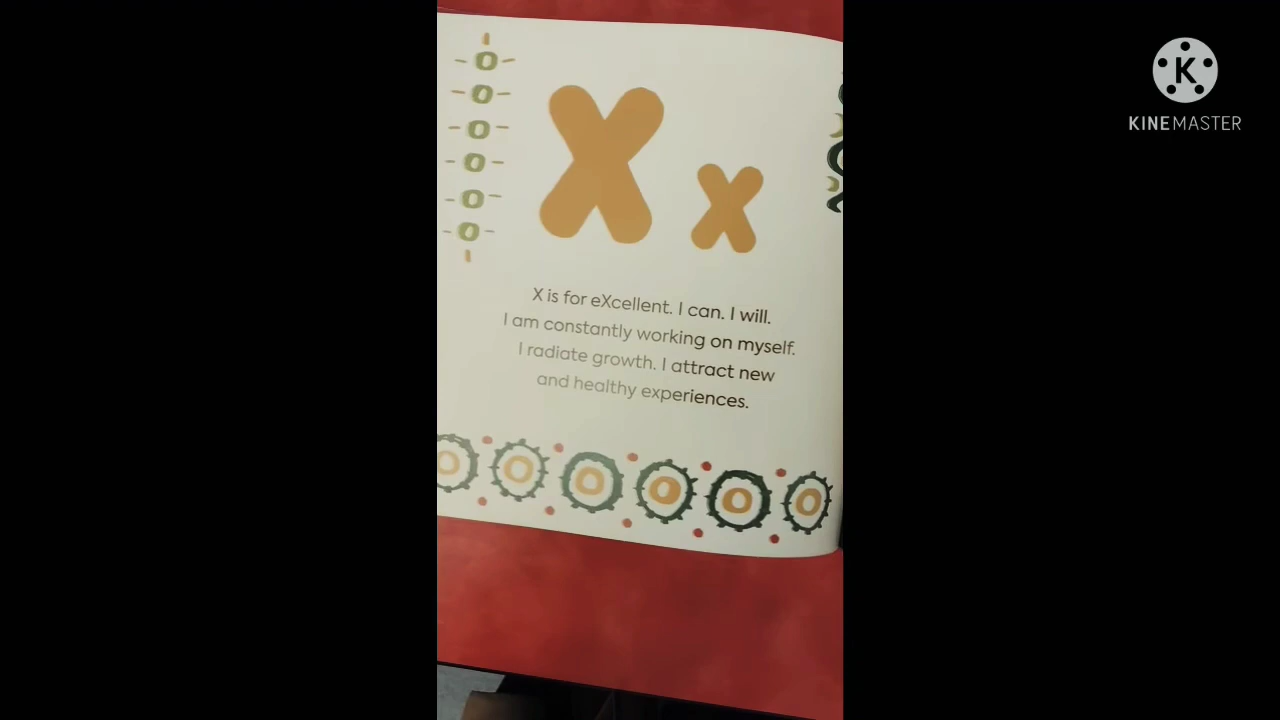 X x
X is for eXcellent. I can. I will.
I am constantly working on myself.
I radiate growth. I attract new
and healthy experiences.
K
KINEMASTER